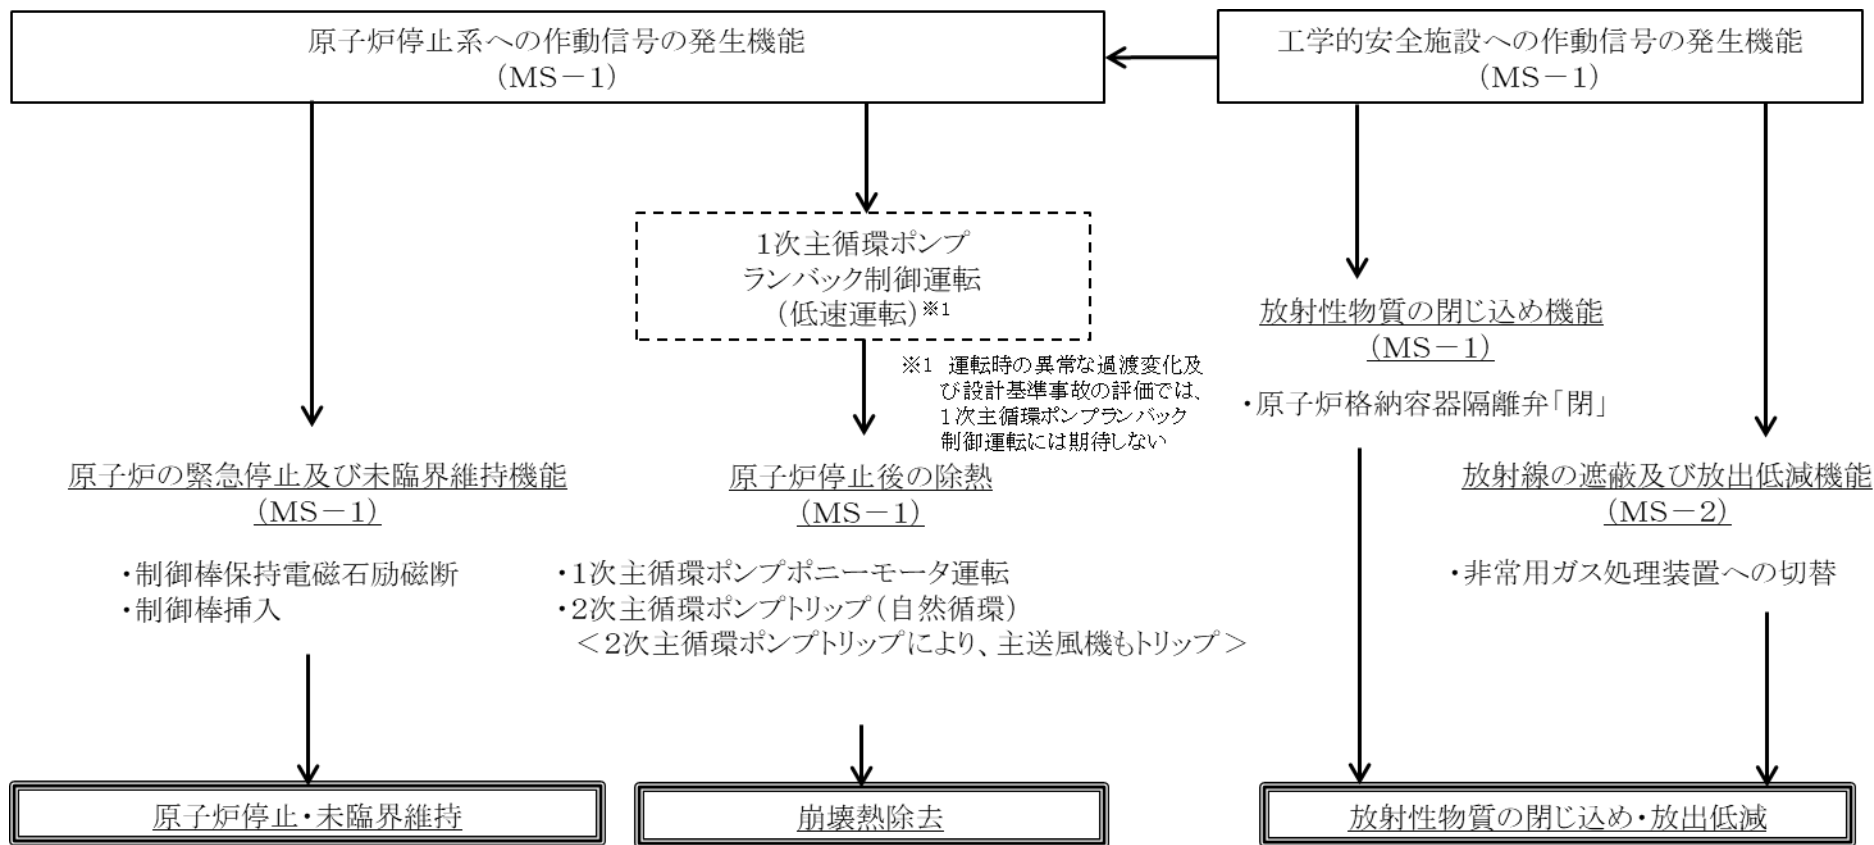 原子炉停止系への作動信号の発生機能
(MS－1)
工学的安全施設への作動信号の発生機能
(MS－1)
1次主循環ポンプ
ランバック制御運転
(低速運転)※1
※1 運転時の異常な過渡変化及
び設計基準事故の評価では、
1次主循環ポンプランバック
制御運転には期待しない
放射性物質の閉じ込め機能
(MS－1)
・原子炉格納容器隔離弁「閉」
原子炉の緊急停止及び未臨界維持機能
(MS－1)
・制御棒保持電磁石励磁断
・制御棒挿入
原子炉停止後の除熱
(MS－1)
・1次主循環ポンプポニーモータ運転
・2次主循環ポンプトリップ(自然循環)
＜2次主循環ポンプトリップにより、主送風機もトリップ＞
放射線の遮蔽及び放出低減機能
(MS－2)
・非常用ガス処理装置への切替
原子炉停止・未臨界維持
崩壊熱除去
放射性物質の閉じ込め・放出低減